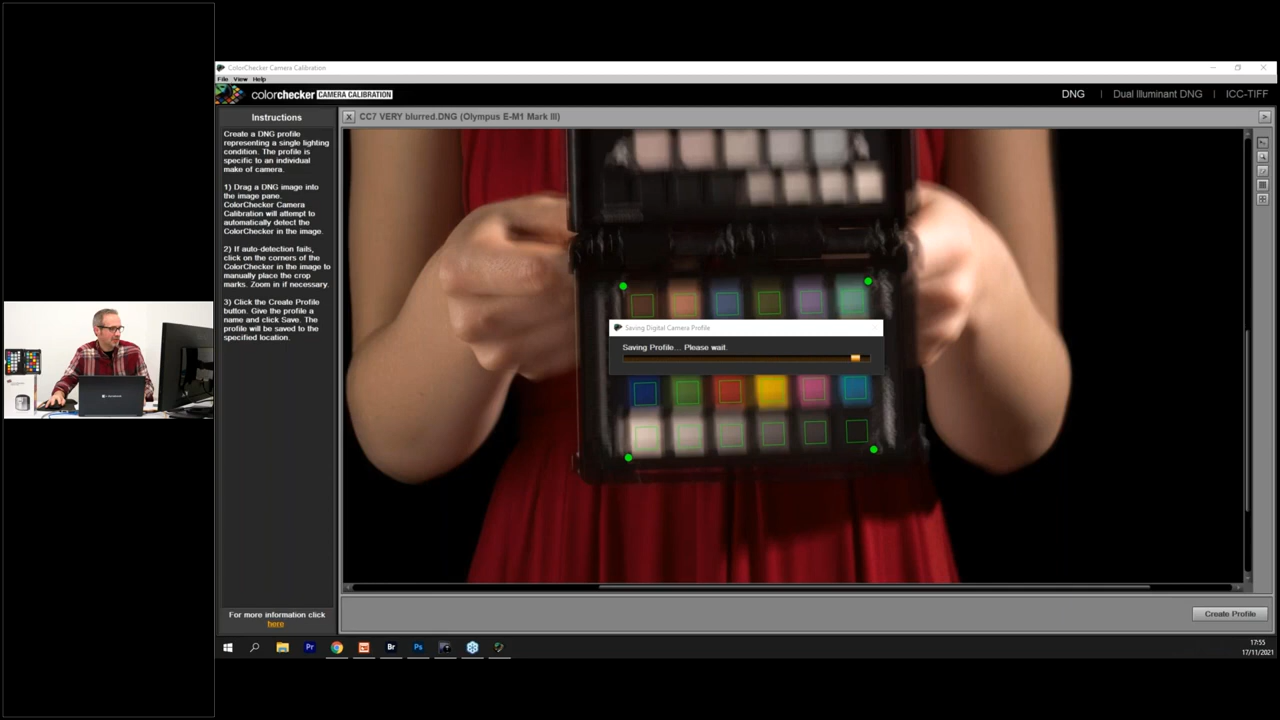 ColorChecker Camera Calibration
File View Help
colorchecker CAMERA CALIBRATION
DNG | Dual Illuminant DNG | ICC-TIFF
Instructions
X CC7 VERY blurred.DNG (Olympus E-M1 Mark III) >
Create a DNG profile
representing a single lighting
condition. The profile is
specific to an individual
make of camera.
1) Drag a DNG image into
the image pane.
ColorChecker Camera
Calibration will attempt to
automatically detect the
ColorChecker in the image.
2) If auto-detection fails,
click on the corners of the
ColorChecker in the image to
manually place the crop
marks. Zoom in if necessary.
3) Click the Create Profile
button. Give the profile a
name and click Save. The
profile will be saved to the
specified location.
Saving Digital Camera Profile
Saving Profile... Please wait.
For more information click
here
Create Profile
Pr Br Ps
17:55
17/11/2021